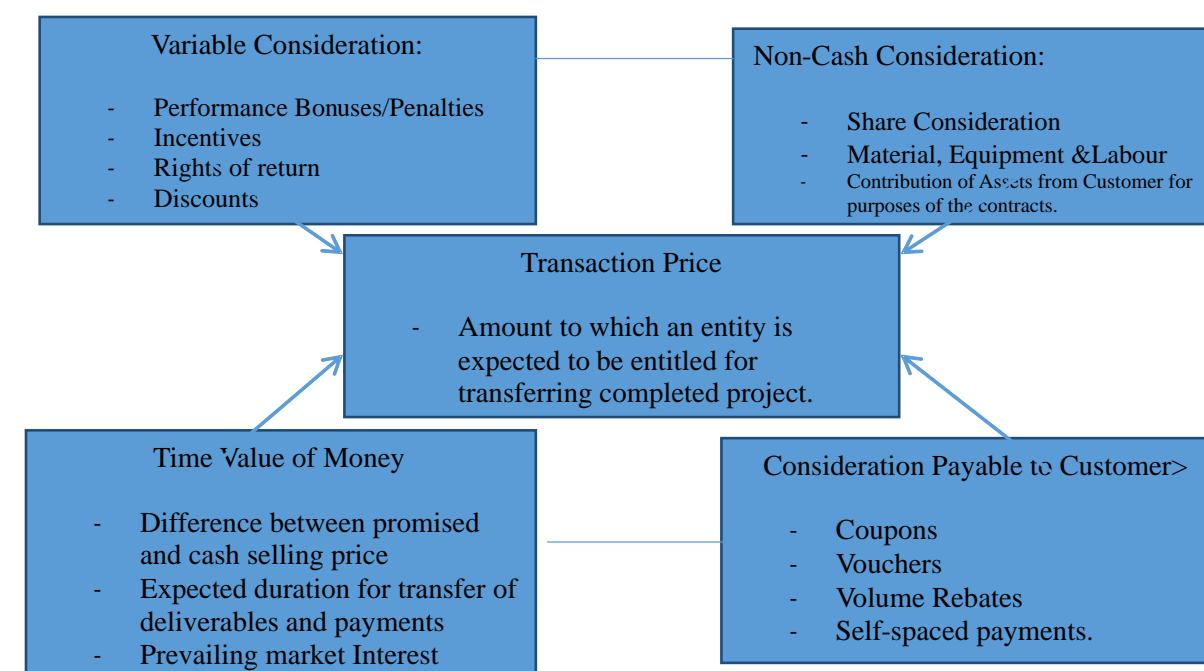 Variable Consideration:
- Performance Bonuses/Penalties
- Incentives
- Rights of return
- Discounts
Non-Cash Consideration:
- Share Consideration
- Material, Equipment &Labour
- Contribution of Assets from Customer for
purposes of the contracts.
Transaction Price
- Amount to which an entity is
expected to be entitled for
transferring completed project.
Time Value of Money
- Difference between promised
and cash selling price
- Expected duration for transfer of
deliverables and payments
- Prevailing market Interest
Consideration Payable to Customer>
- Coupons
- Vouchers
- Volume Rebates
- Self-spaced payments.